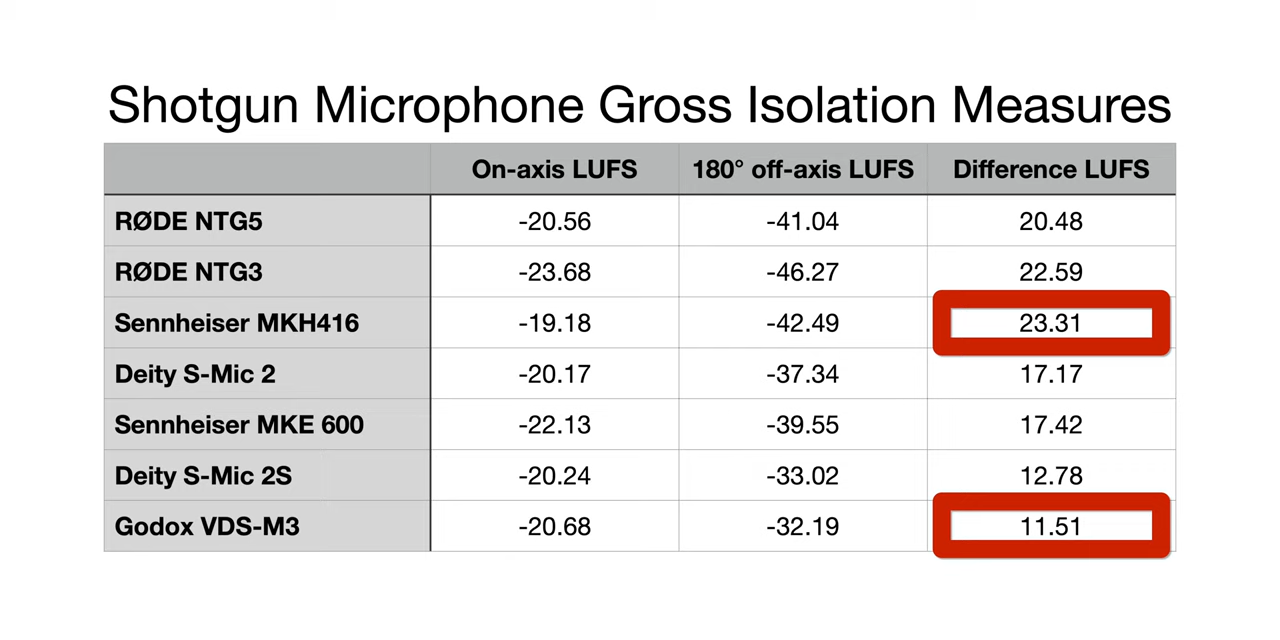 Shotgun Microphone Gross Isolation Measures
On-axis LUFS 180° off-axis LUFS Difference LUFS
RØDE NTG5 -20.56 -41.04 20.48
RØDE NTG3 -23.68 -46.27 22.59
Sennheiser MKH416 -19.18 -42.49 23.31
Deity S-Mic 2 -20.17 -37.34 17.17
Sennheiser MKE 600 -22.13 -39.55 17.42
Deity S-Mic 2S -20.24 -33.02 12.78
Godox VDS-M3 -20.68 -32.19 11.51